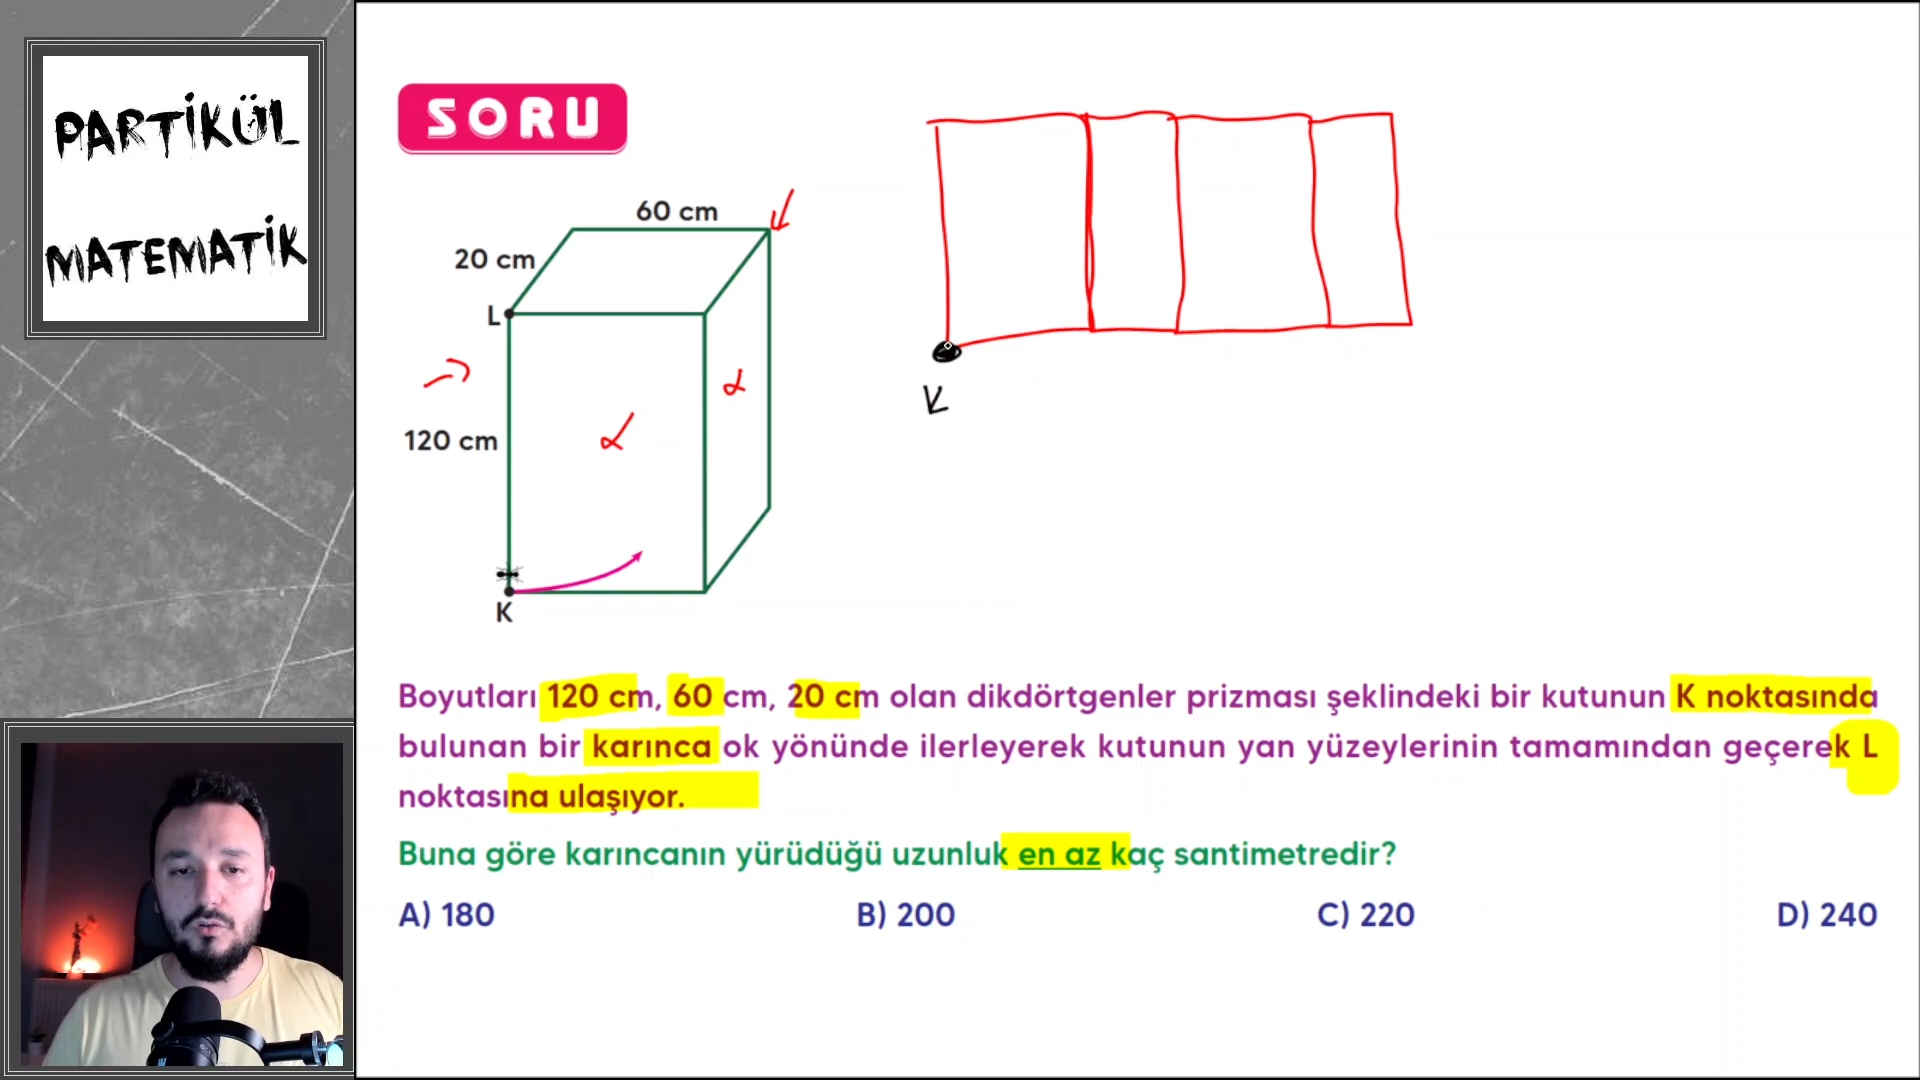 PARTİKÜL
MATEMATİK
SORU
60 cm
20 cm
L
120 cm
K
K
Boyutları 120 cm, 60 cm, 20 cm olan dikdörtgenler prizması şeklindeki bir kutunun K noktasında
bulunan bir karınca ok yönünde ilerleyerek kutunun yan yüzeylerinin tamamından geçerek L
noktasına ulaşıyor.
Buna göre karıncanın yürüdüğü uzunluk en az kaç santimetredir?
A) 180
B) 200
C) 220
D) 240